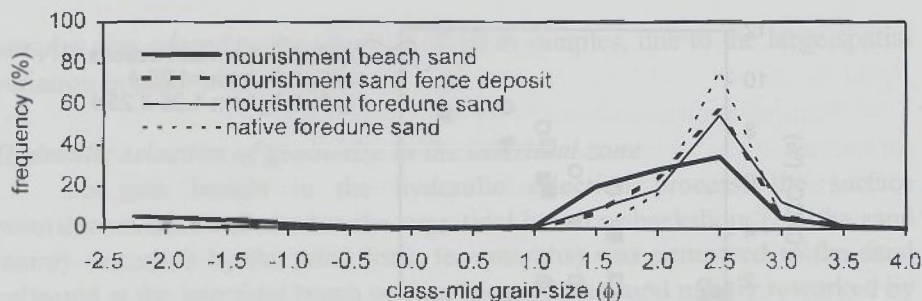 100
80
60
40
20
0
frequency (%)
nourishment beach sand
nourishment sand fence deposit
nourishment foredune sand
native foredune sand
-2.5 -2.0 -1.5 -1.0 -0.5 0.0 0.5 1.0 1.5 2.0 2.5 3.0 3.5 4.0
class-mid grain-size (ϕ)